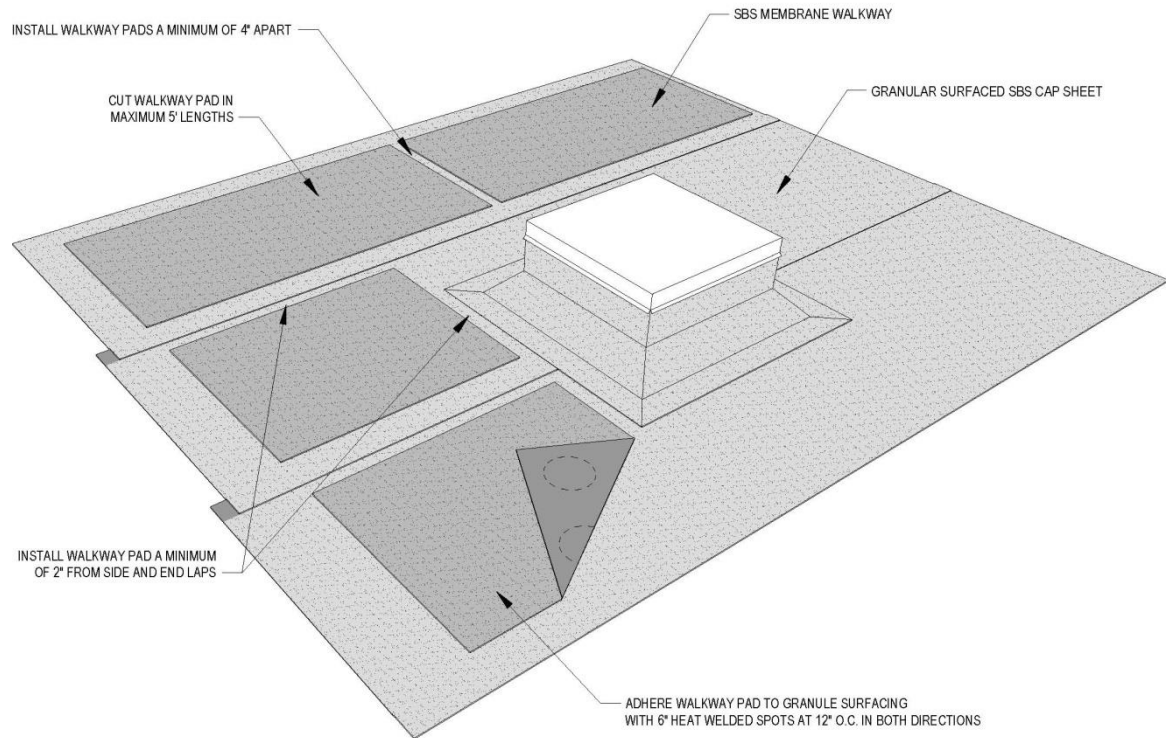 INSTALL WALKWAY PADS A MINIMUM OF 4" APART
SBS MEMBRANE WALKWAY
CUT WALKWAY PAD IN
MAXIMUM 5' LENGTHS
GRANULAR SURFACED SBS CAP SHEET
INSTALL WALKWAY PAD A MINIMUM
OF 2" FROM SIDE AND END LAPS
ADHERE WALKWAY PAD TO GRANULE SURFACING
WITH 6" HEAT WELDED SPOTS AT 12" O.C. IN BOTH DIRECTIONS